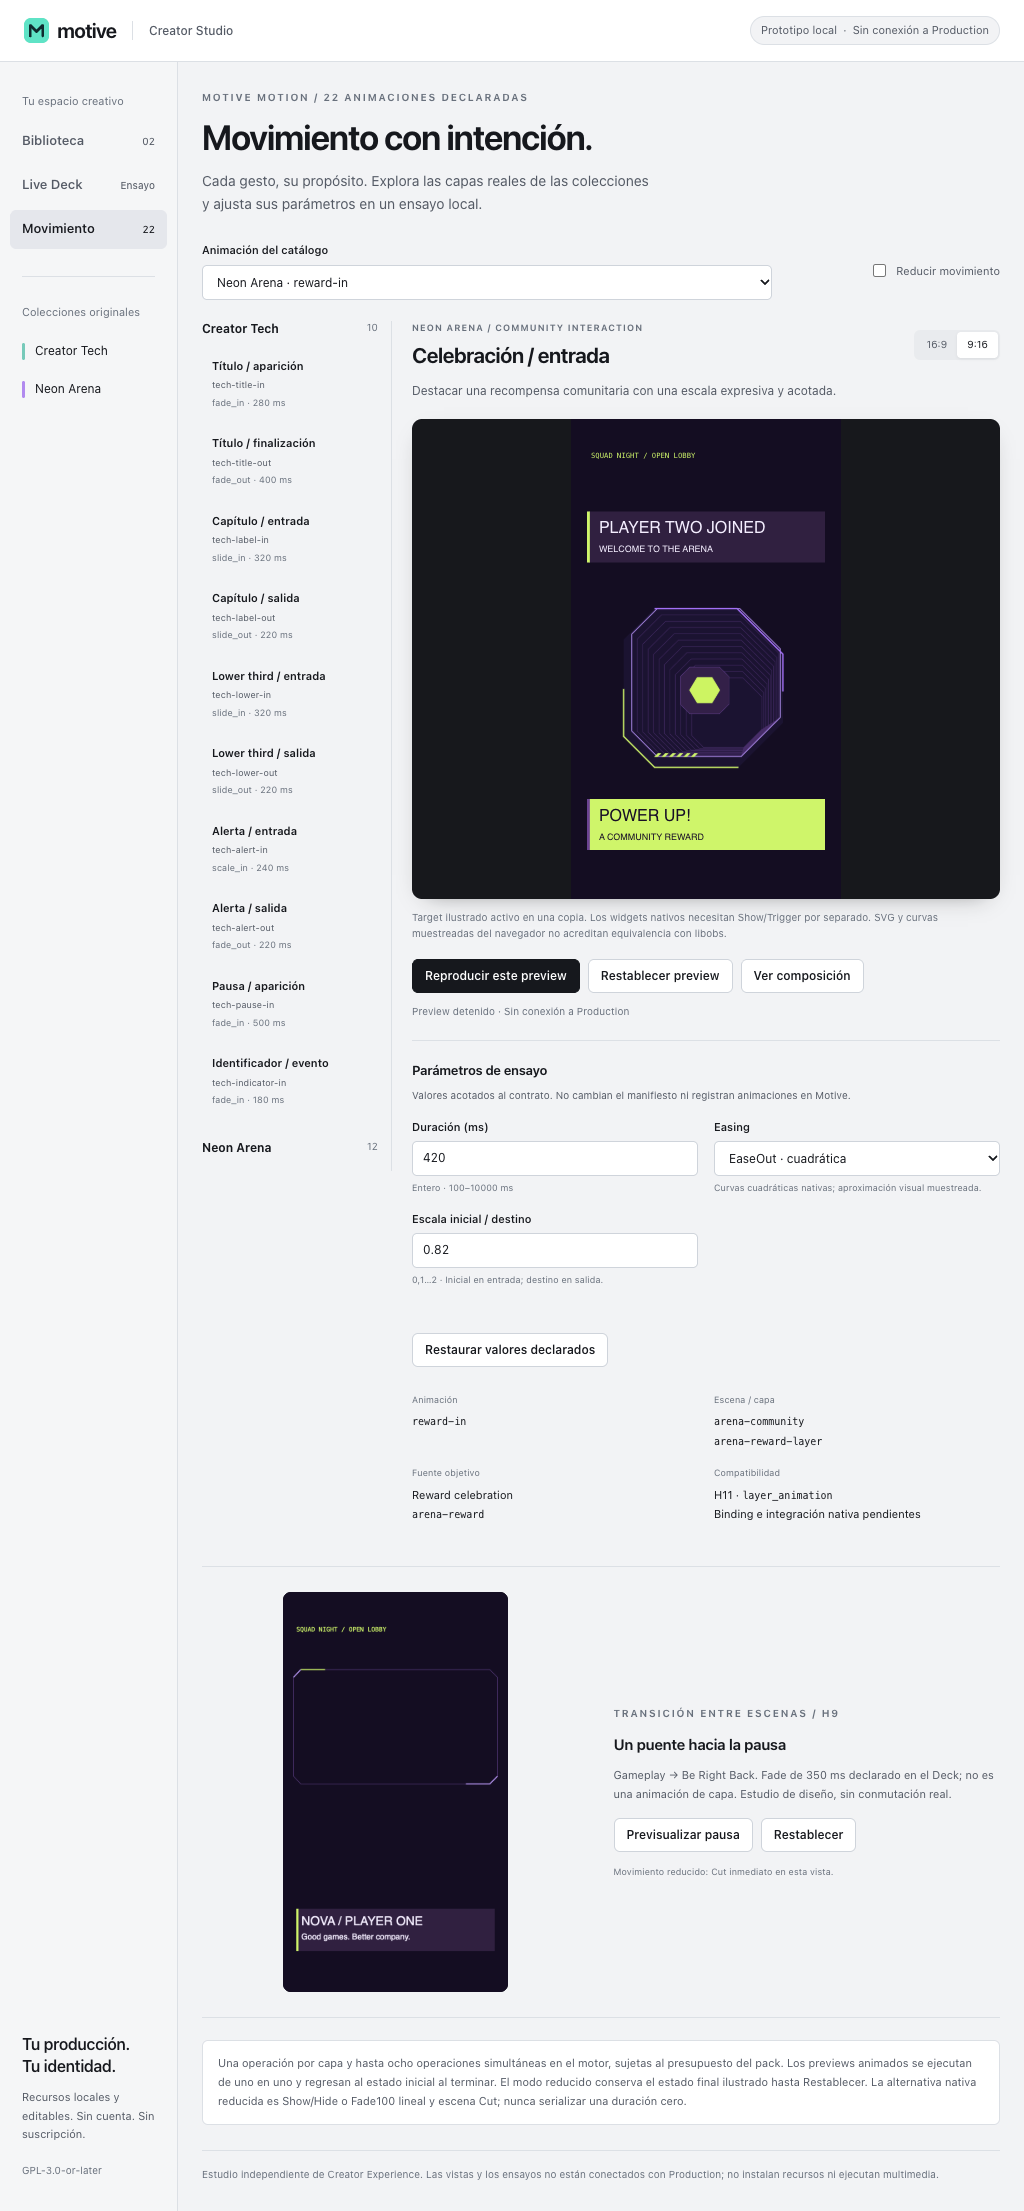 motive
Creator Studio
Prototipo local · Sin conexión a Production
Tu espacio creativo
Biblioteca 02
Live Deck Ensayo
Movimiento 22
Colecciones originales
Creator Tech
Neon Arena
MOTIVE MOTION / 22 ANIMACIONES DECLARADAS
Movimiento con intención.
Cada gesto, su propósito. Explora las capas reales de las colecciones
y ajusta sus parámetros en un ensayo local.
Animación del catálogo
Neon Arena · reward-in
Reducir movimiento
Creator Tech 10
Título / aparición
tech-title-in
fade_in · 280 ms
Título / finalización
tech-title-out
fade_out · 400 ms
Capítulo / entrada
tech-label-in
slide_in · 320 ms
Capítulo / salida
tech-label-out
slide_out · 220 ms
Lower third / entrada
tech-lower-in
slide_in · 320 ms
Lower third / salida
tech-lower-out
slide_out · 220 ms
Alerta / entrada
tech-alert-in
scale_in · 240 ms
Alerta / salida
tech-alert-out
fade_out · 220 ms
Pausa / aparición
tech-pause-in
fade_in · 500 ms
Identificador / evento
tech-indicator-in
fade_in · 180 ms
Neon Arena 12
NEON ARENA / COMMUNITY INTERACTION
Celebración / entrada
16:9 9:16
Destacar una recompensa comunitaria con una escala expresiva y acotada.
SQUAD NIGHT / OPEN LOBBY
PLAYER TWO JOINED
WELCOME TO THE ARENA
POWER UP!
A COMMUNITY REWARD
Target ilustrado activo en una copia. Los widgets nativos necesitan Show/Trigger por separado. SVG y curvas
muestreadas del navegador no acreditan equivalencia con libobs.
Reproducir este preview
Restablecer preview
Ver composición
Preview detenido · Sin conexión a Production
Parámetros de ensayo
Valores acotados al contrato. No cambian el manifiesto ni registran animaciones en Motive.
Duración (ms)
420
Entero · 100–10000 ms
Easing
EaseOut · cuadrática
Curvas cuadráticas nativas; aproximación visual muestreada.
Escala inicial / destino
0.82
0,1…2 · Inicial en entrada; destino en salida.
Restaurar valores declarados
Animación
reward-in
Escena / capa
arena-community
arena-reward-layer
Fuente objetivo
Reward celebration
arena-reward
Compatibilidad
H11 · layer_animation
Binding e integración nativa pendientes
SQUAD NIGHT / OPEN LOBBY
NOVA / PLAYER ONE
Good games. Better company.
TRANSICIÓN ENTRE ESCENAS / H9
Un puente hacia la pausa
Gameplay → Be Right Back. Fade de 350 ms declarado en el Deck; no es
una animación de capa. Estudio de diseño, sin conmutación real.
Previsualizar pausa
Restablecer
Movimiento reducido: Cut inmediato en esta vista.
Una operación por capa y hasta ocho operaciones simultáneas en el motor, sujetas al presupuesto del pack. Los previews animados se ejecutan
de uno en uno y regresan al estado inicial al terminar. El modo reducido conserva el estado final ilustrado hasta Restablecer. La alternativa nativa
reducida es Show/Hide o Fade100 lineal y escena Cut; nunca serializar una duración cero.
Tu producción.
Tu identidad.
Recursos locales y
editables. Sin cuenta. Sin
suscripción.
GPL-3.0-or-later
Estudio independiente de Creator Experience. Las vistas y los ensayos no están conectados con Production; no instalan recursos ni ejecutan multimedia.